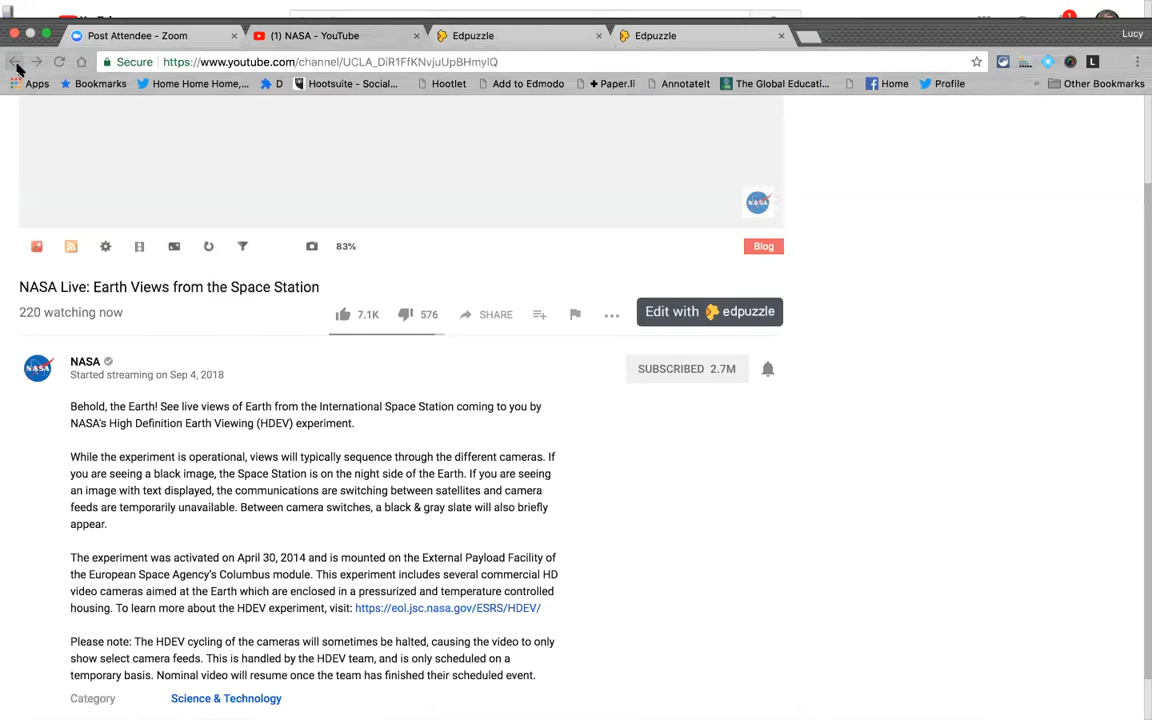 Post Attendee - Zoom
(1) NASA - YouTube
Edpuzzle
Edpuzzle
Lucy
Secure
https://www.youtube.com/channel/UCLA_DiR1FfKNvjuUpBHmylQ
Apps
Bookmarks
Home Home Home,...
D
Hootsuite - Social...
Hootlet
Add to Edmodo
+ Paper.li
AnnotateIt
The Global Educati...
Home
Profile
»
Other Bookmarks
NASA
83%
Blog
NASA Live: Earth Views from the Space Station
220 watching now
7.1K
576
SHARE
Edit with edpuzzle
NASA
NASA
Started streaming on Sep 4, 2018
SUBSCRIBED 2.7M
Behold, the Earth! See live views of Earth from the International Space Station coming to you by
NASA's High Definition Earth Viewing (HDEV) experiment.
While the experiment is operational, views will typically sequence through the different cameras. If
you are seeing a black image, the Space Station is on the night side of the Earth. If you are seeing
an image with text displayed, the communications are switching between satellites and camera
feeds are temporarily unavailable. Between camera switches, a black & gray slate will also briefly
appear.
The experiment was activated on April 30, 2014 and is mounted on the External Payload Facility of
the European Space Agency's Columbus module. This experiment includes several commercial HD
video cameras aimed at the Earth which are enclosed in a pressurized and temperature controlled
housing. To learn more about the HDEV experiment, visit: https://eol.jsc.nasa.gov/ESRS/HDEV/
Please note: The HDEV cycling of the cameras will sometimes be halted, causing the video to only
show select camera feeds. This is handled by the HDEV team, and is only scheduled on a
temporary basis. Nominal video will resume once the team has finished their scheduled event.
Category
Science & Technology